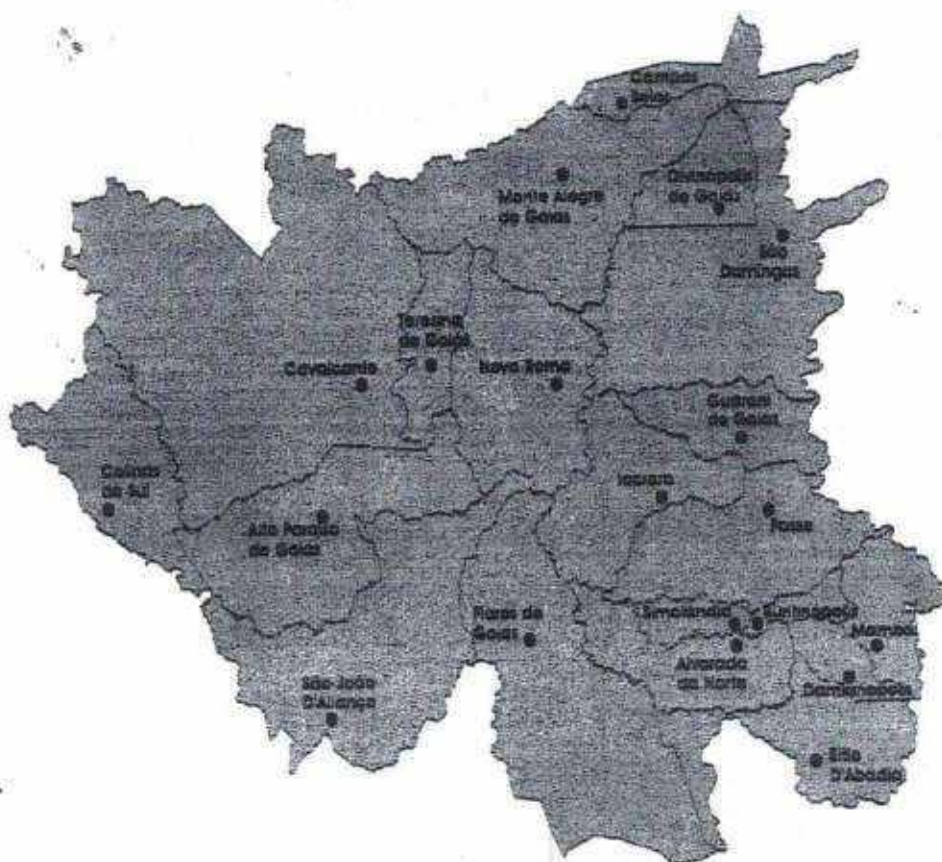 Campos
Belos
Monte Alegre
de Goiás
Divinópolis
de Goiás
São
Domingos
Teresina
de Goiás
Cavalcante
Nova Roma
Guarani
de Goiás
Colinas
do Sul
Iaciara
Posse
Alto Paraíso
de Goiás
Flores de
Goiás
Simolândia
Buritinópolis
Mambaí
Alvorada
do Norte
Damianópolis
São João
D'Aliança
Sítio
D'Abadia